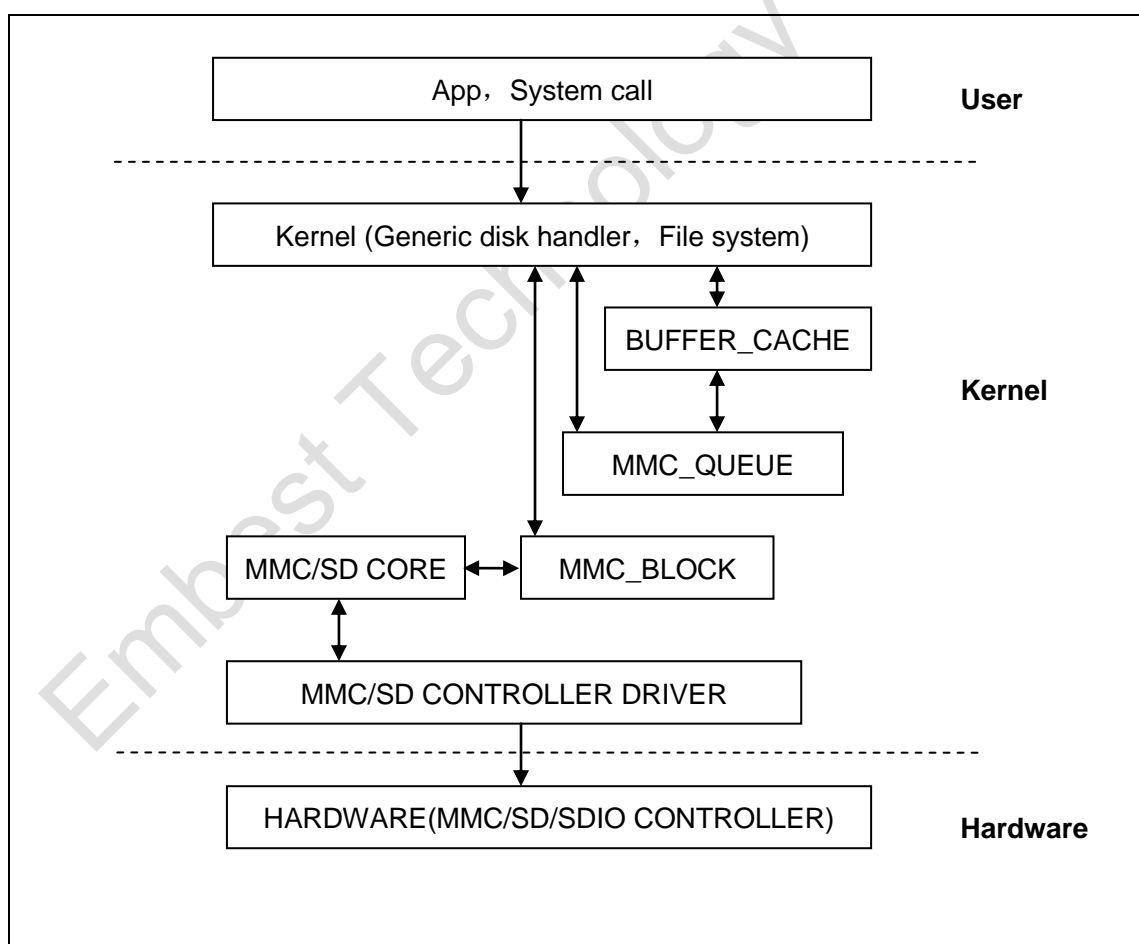 App，System call
User
Kernel (Generic disk handler，File system)
BUFFER_CACHE
Kernel
MMC_QUEUE
MMC/SD CORE
MMC_BLOCK
MMC/SD CONTROLLER DRIVER
HARDWARE(MMC/SD/SDIO CONTROLLER)
Hardware
Embest Technology